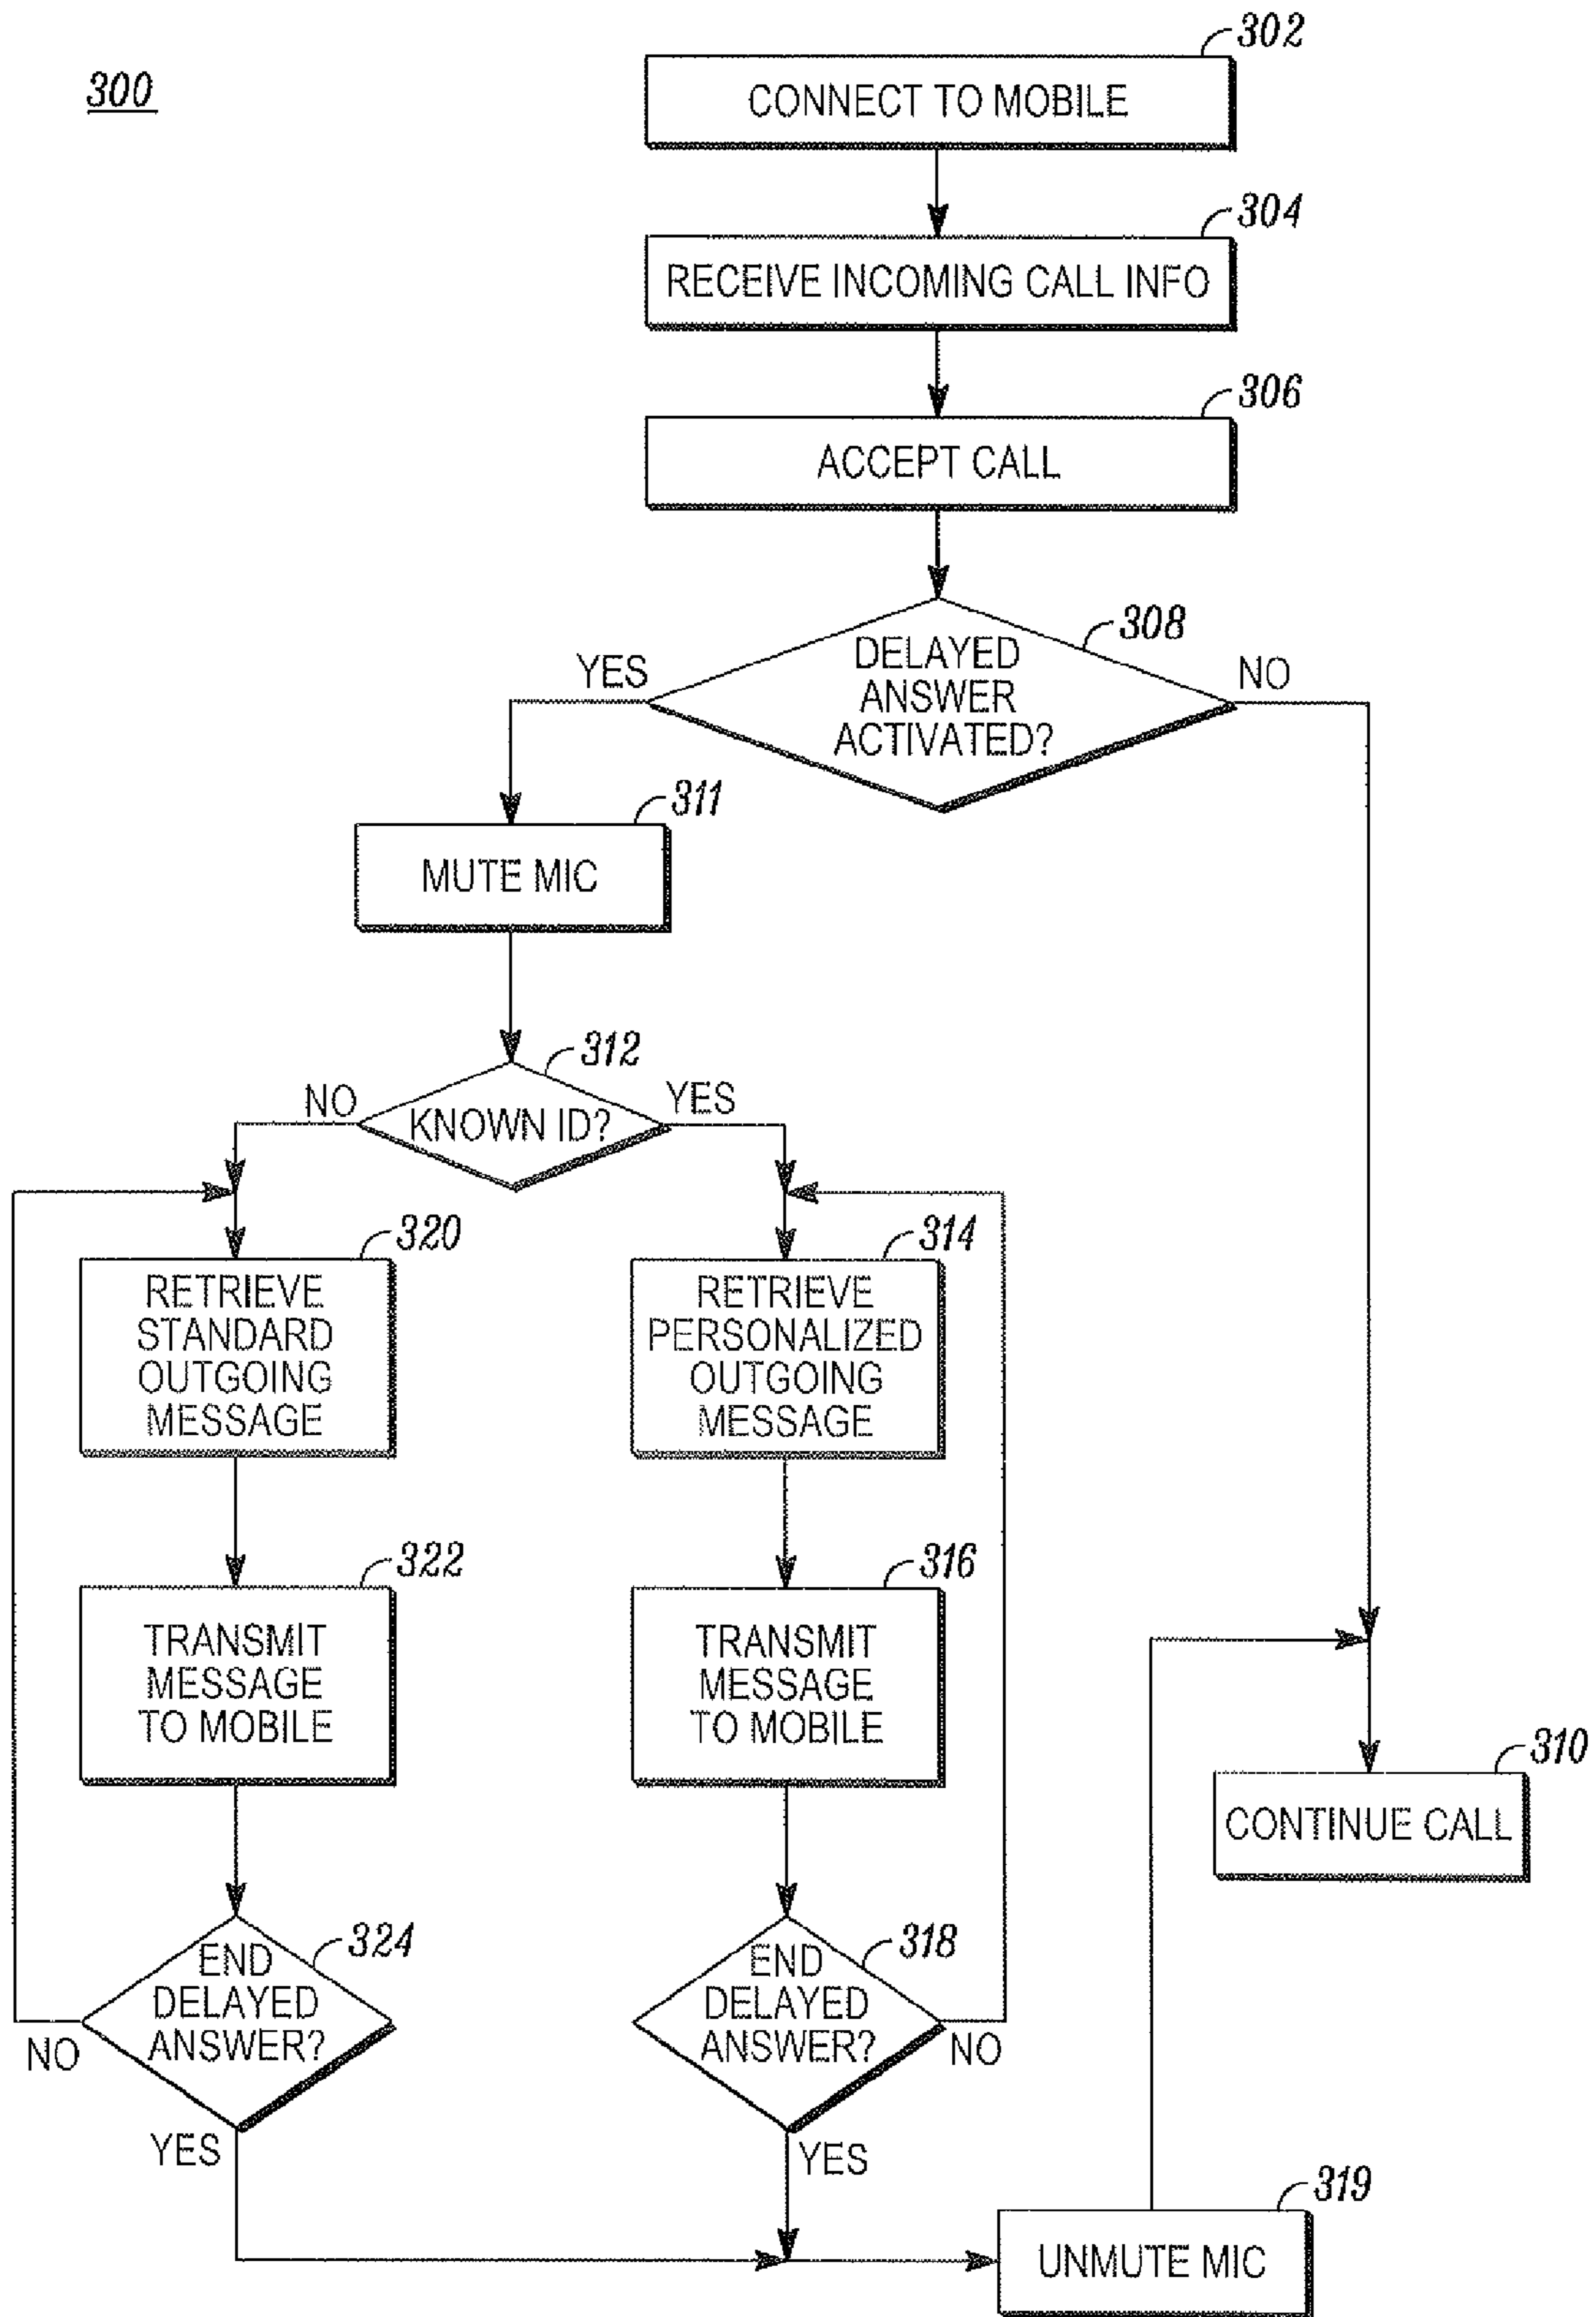 300
302
CONNECT TO MOBILE
304
RECEIVE INCOMING CALL INFO
306
ACCEPT CALL
308
DELAYED
ANSWER
ACTIVATED?
YES
NO
311
MUTE MIC
312
KNOWN ID?
NO
YES
320
RETRIEVE
STANDARD
OUTGOING
MESSAGE
314
RETRIEVE
PERSONALIZED
OUTGOING
MESSAGE
322
TRANSMIT
MESSAGE
TO MOBILE
316
TRANSMIT
MESSAGE
TO MOBILE
310
CONTINUE CALL
324
END
DELAYED
ANSWER?
NO
YES
318
END
DELAYED
ANSWER?
NO
YES
319
UNMUTE MIC